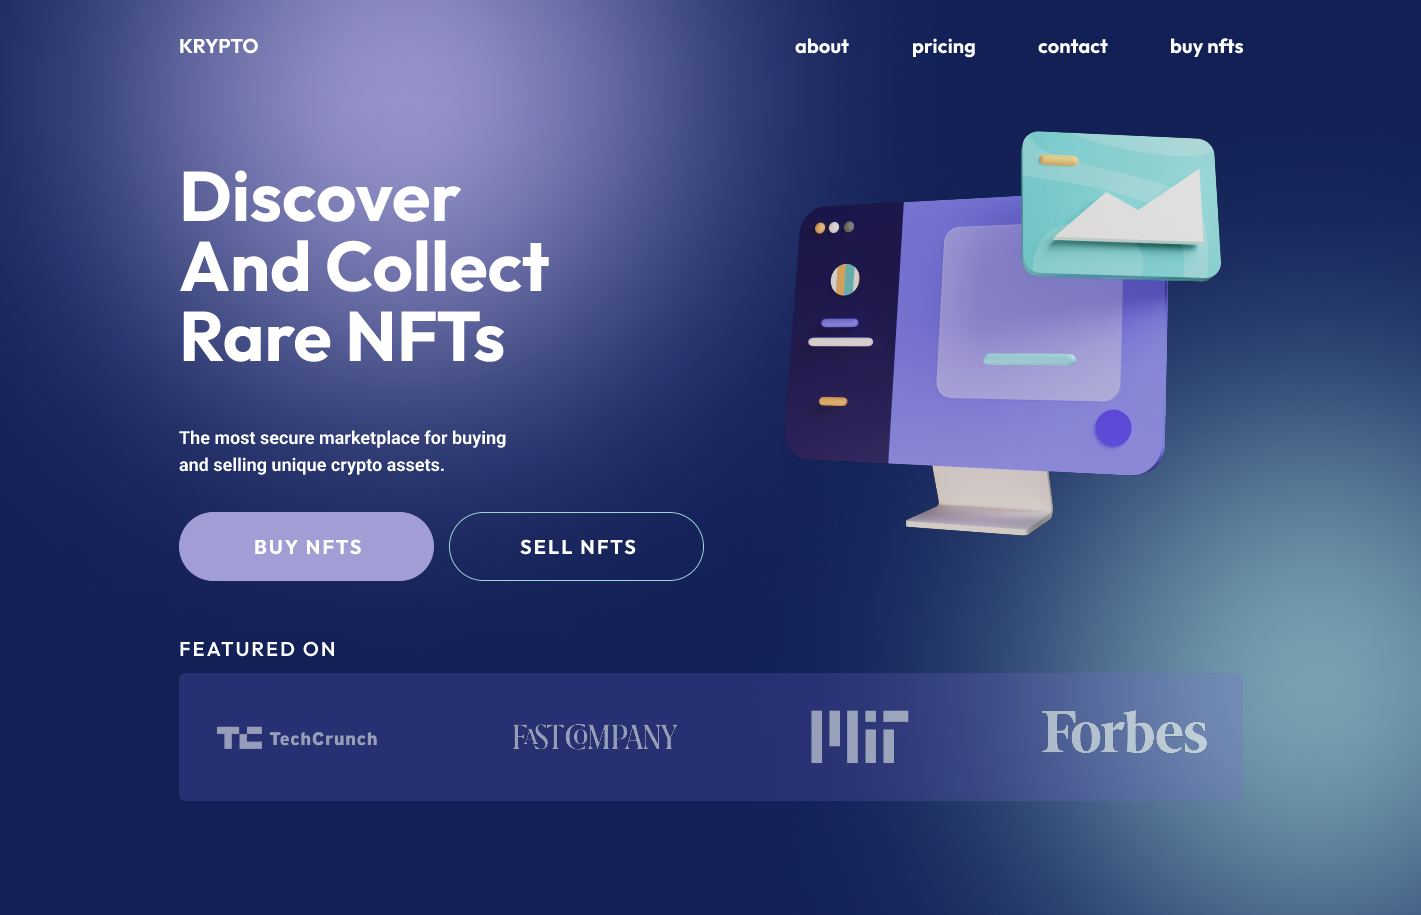 KRYPTO
about pricing contact buy nfts
Discover
And Collect
Rare NFTs
The most secure marketplace for buying
and selling unique crypto assets.
BUY NFTS SELL NFTS
FEATURED ON
TC TechCrunch FAST COMPANY MIT Forbes